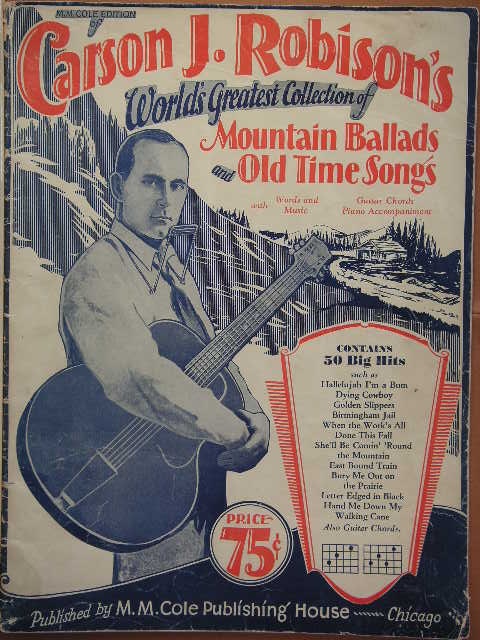 M.M. COLE EDITION
of
Carson J. Robison's
World's Greatest Collection of
Mountain Ballads
and Old Time Songs
with Words and Music
Guitar Chords
Piano Accompaniment
CONTAINS
50 Big Hits
such as
Hallelujah I'm a Bum
Dying Cowboy
Golden Slippers
Birmingham Jail
When the Work's All
Done This Fall
She'll Be Comin' 'Round
the Mountain
East Bound Train
Bury Me Out on
the Prairie
Letter Edged in Black
Hand Me Down My
Walking Cane
Also Guitar Chords.
PRICE
75¢
Published by M.M. Cole Publishing House Chicago